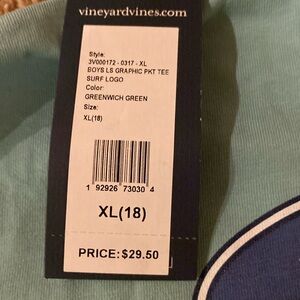 vineyardvines.com
Style:
3V000172 - 0317 - XL
BOYS LS GRAPHIC PKT TEE
SURF LOGO
Color:
GREENWICH GREEN
Size:
XL(18)
1 92926 73030 4
XL(18)
PRICE:$29.50